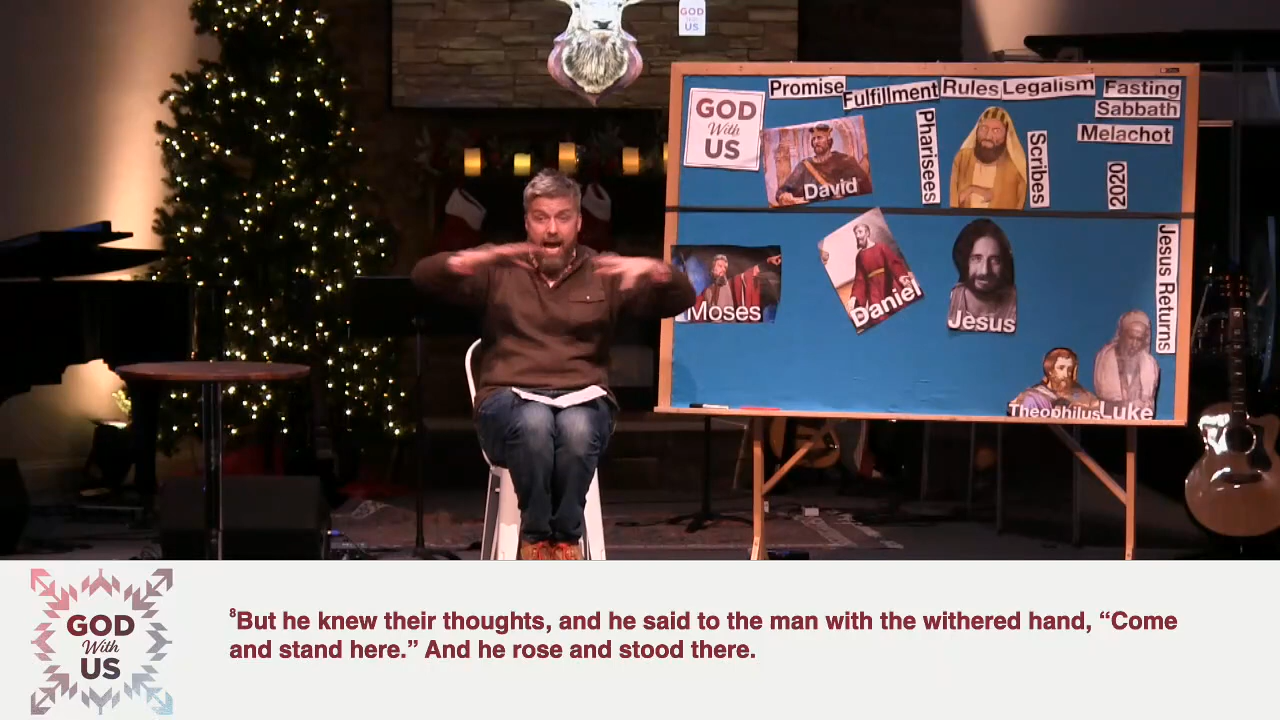 GOD
With
US
GOD
With
US
Promise
Fulfillment
Rules
Legalism
Fasting
Sabbath
Melachot
2020
Pharisees
Scribes
David
Moses
Daniel
Jesus
Jesus Returns
Theophilus
Luke
GOD
With
US
⁸But he knew their thoughts, and he said to the man with the withered hand, “Come
and stand here.” And he rose and stood there.